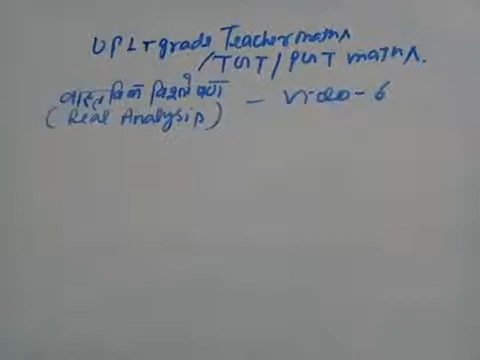 UP LT grade Teacher maths
/TGT/PGT maths.
वास्तविक विश्लेषण - Video-6
(Real Analysis)